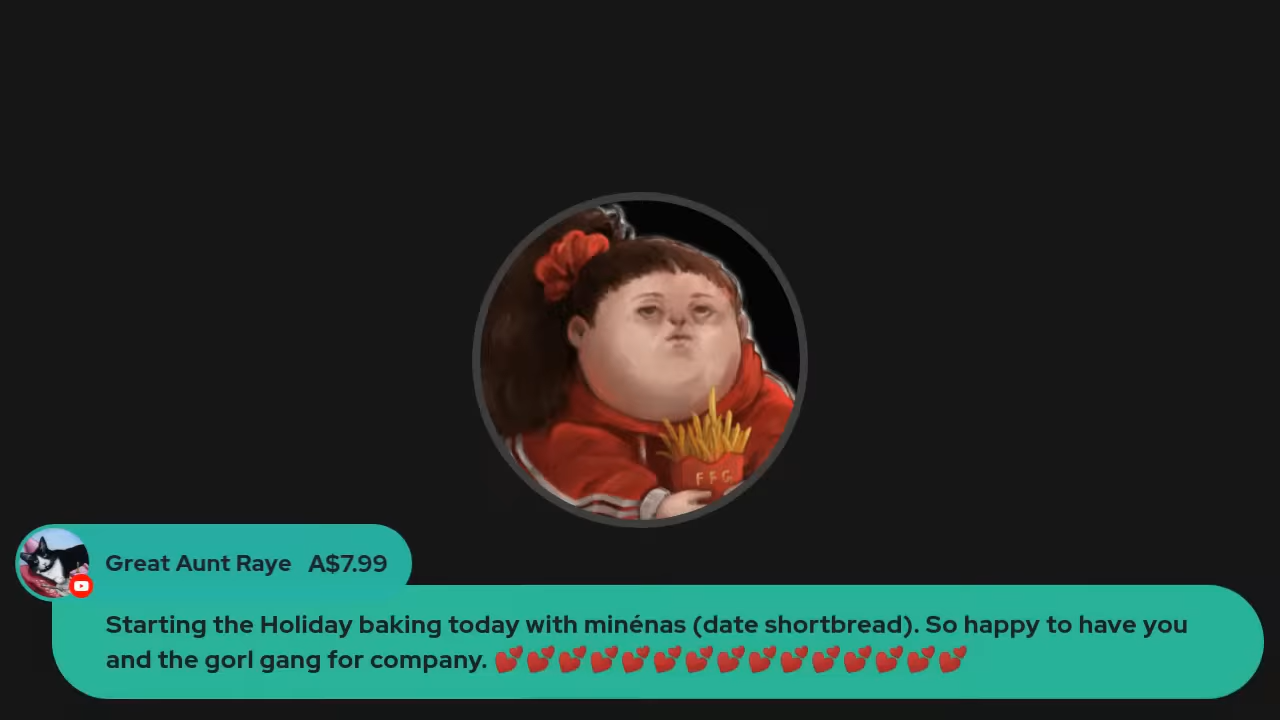 FFG
Great Aunt Raye A$7.99
Starting the Holiday baking today with minénas (date shortbread). So happy to have you
and the gorl gang for company. 💕💕💕💕💕💕💕💕💕💕💕💕💕💕💕